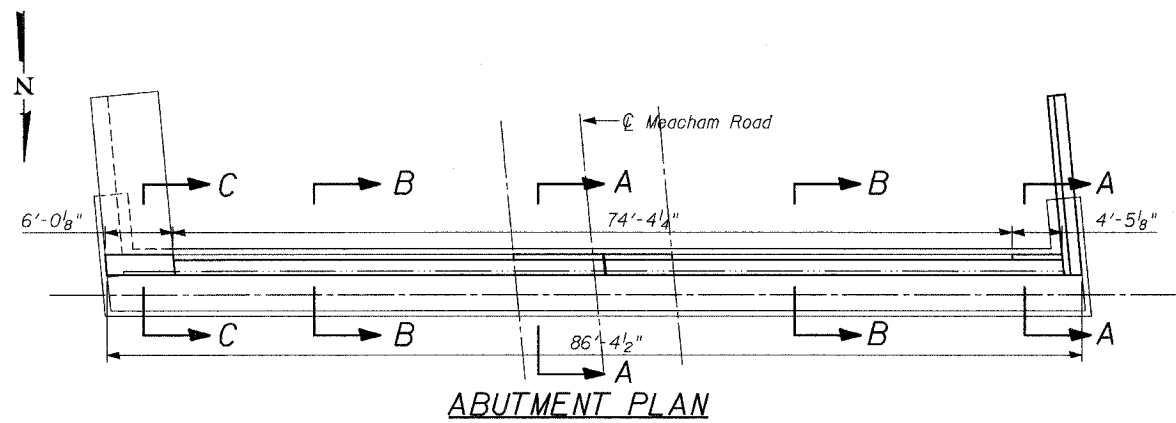 N
℄ Meacham Road
C B A B A
6'-0⅛" 74'-4¼" 4'-5⅛"
C B B A
86'-4½"
A
ABUTMENT PLAN